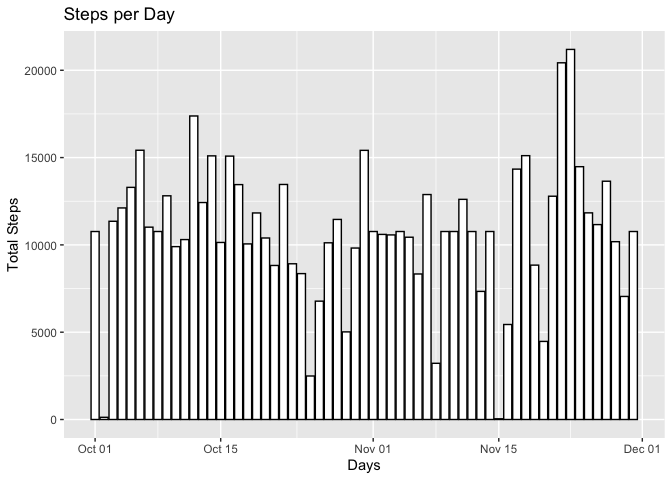 Steps per Day
20000
15000
10000
5000
0
Total Steps
Oct 01
Oct 15
Nov 01
Nov 15
Dec 01
Days